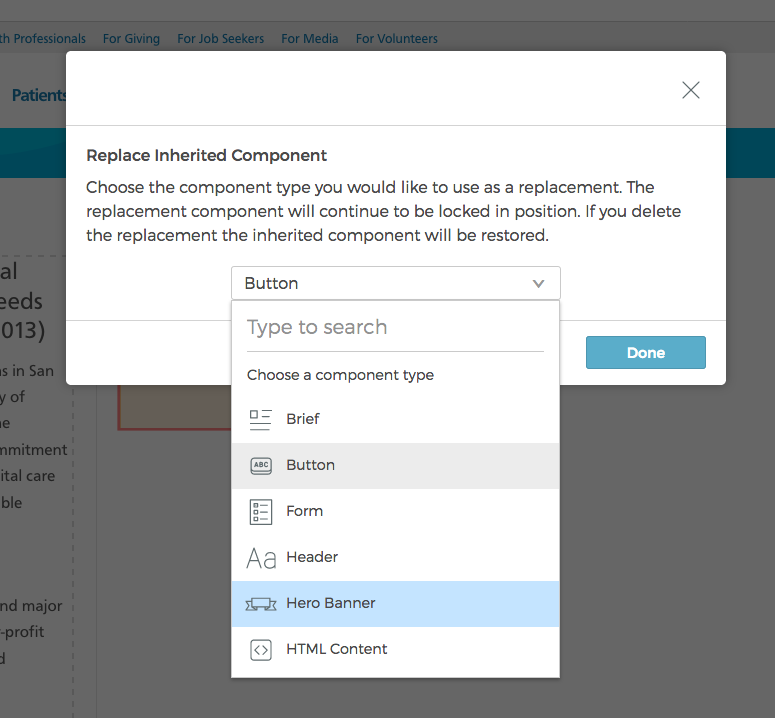 th Professionals For Giving For Job Seekers For Media For Volunteers
Patients
Replace Inherited Component
Choose the component type you would like to use as a replacement. The
replacement component will continue to be locked in position. If you delete
the replacement the inherited component will be restored.
al
eeds
013)
s in San
y of
e
mmitment
ital care
ble
nd major
-profit
d
Button
Type to search
Choose a component type
Brief
ABC Button
Form
Aa Header
Hero Banner
<> HTML Content
Done